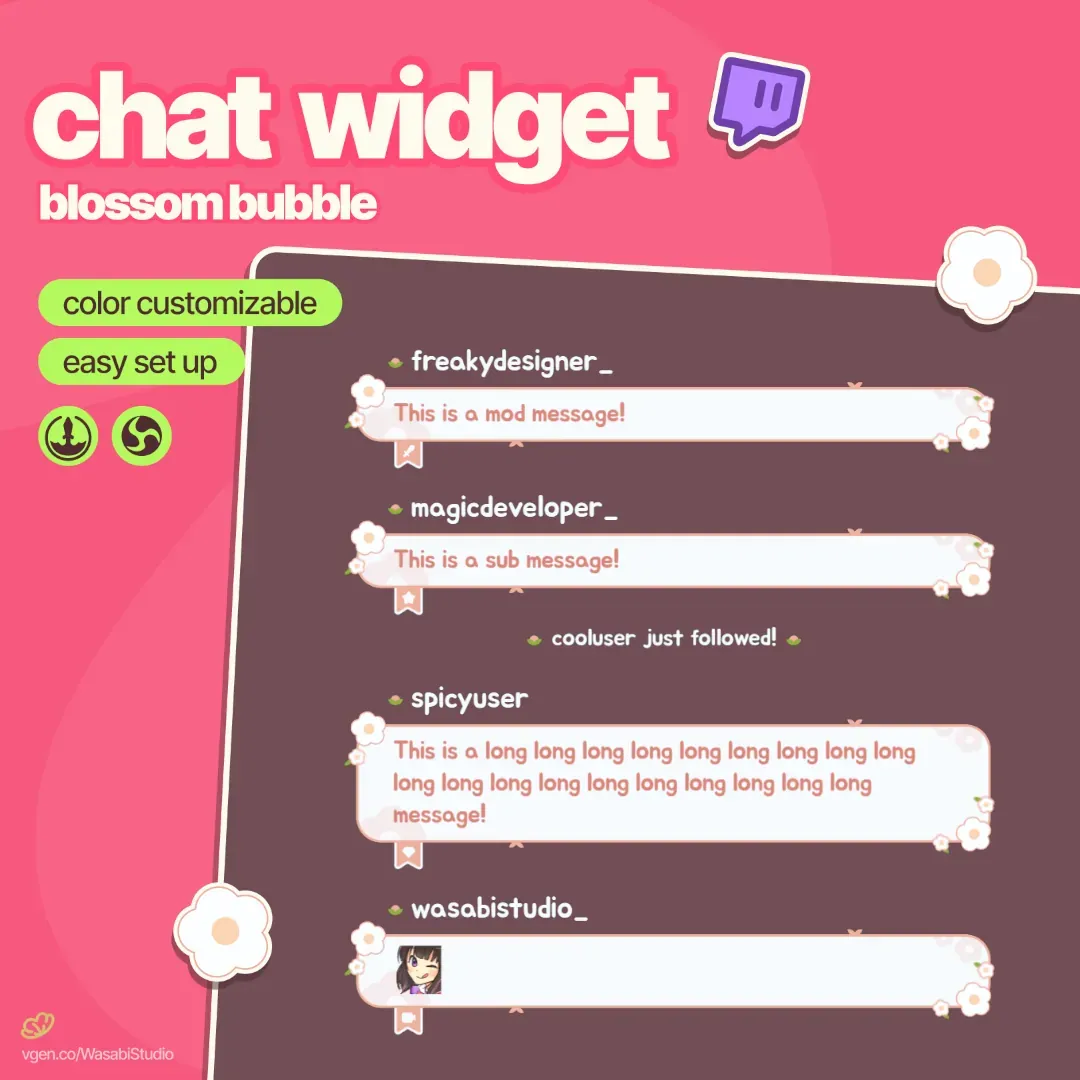 chat widget
blossom bubble
color customizable
easy set up
freakydesigner_
This is a mod message!
magicdeveloper_
This is a sub message!
cooluser just followed!
spicyuser
This is a long long long long long long long long long
long long long long long long long long long long
message!
wasabistudio_
vgen.co/WasabiStudio